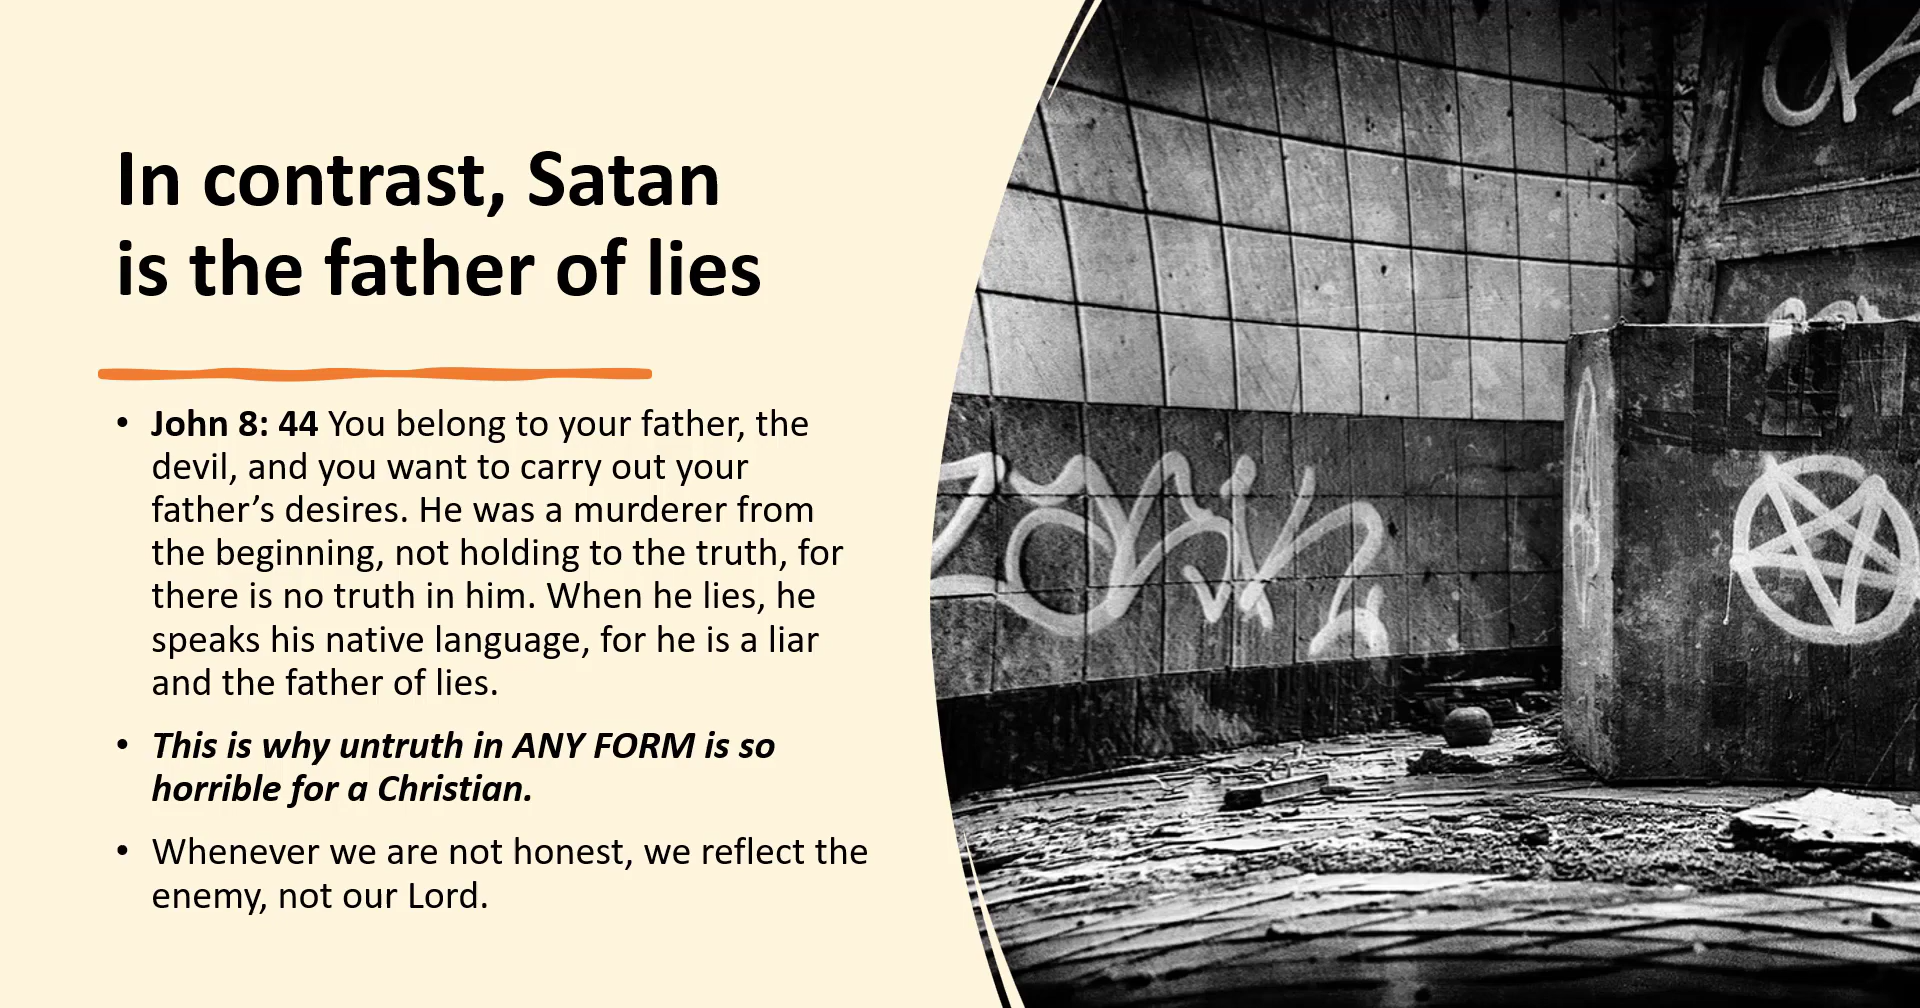 In contrast, Satan
is the father of lies
• John 8: 44 You belong to your father, the
devil, and you want to carry out your
father’s desires. He was a murderer from
the beginning, not holding to the truth, for
there is no truth in him. When he lies, he
speaks his native language, for he is a liar
and the father of lies.
• This is why untruth in ANY FORM is so
horrible for a Christian.
• Whenever we are not honest, we reflect the
enemy, not our Lord.